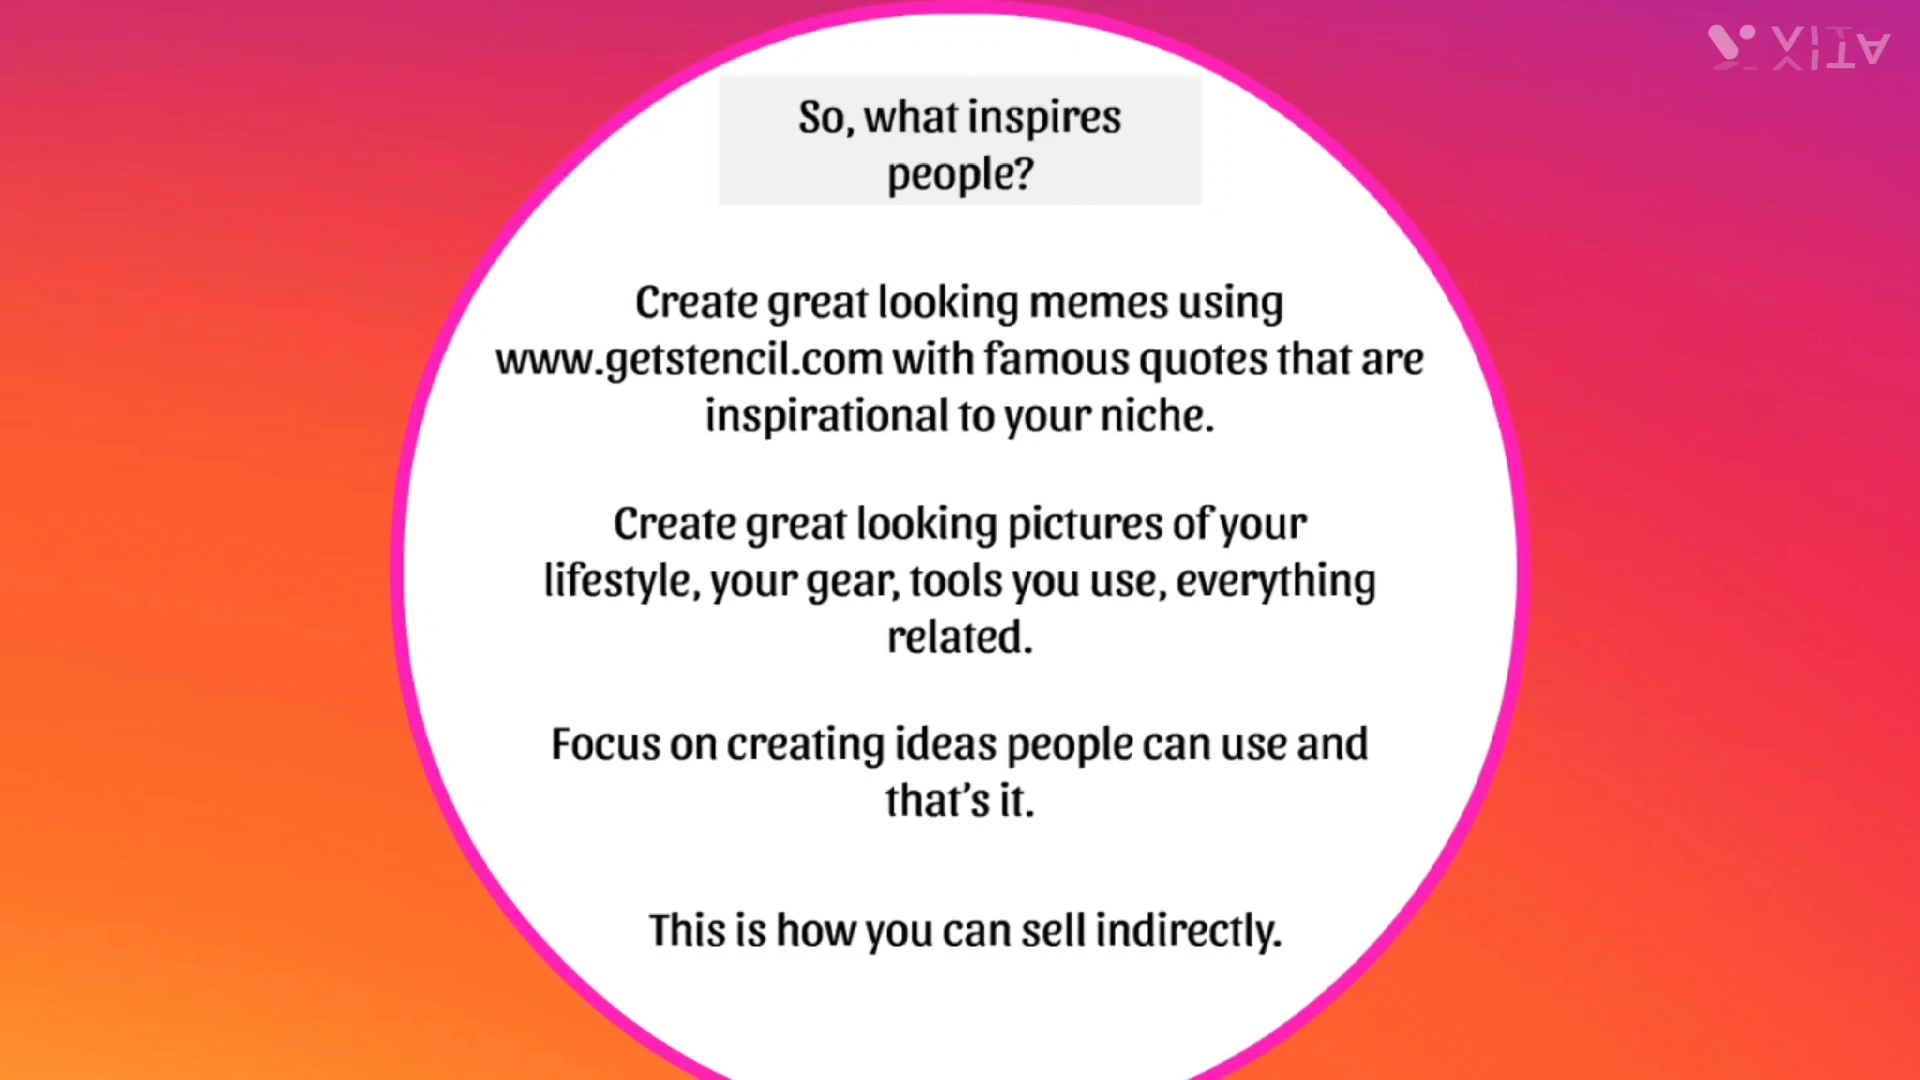 VITA
So, what inspires
people?
Create great looking memes using
www.getstencil.com with famous quotes that are
inspirational to your niche.
Create great looking pictures of your
lifestyle, your gear, tools you use, everything
related.
Focus on creating ideas people can use and
that’s it.
This is how you can sell indirectly.